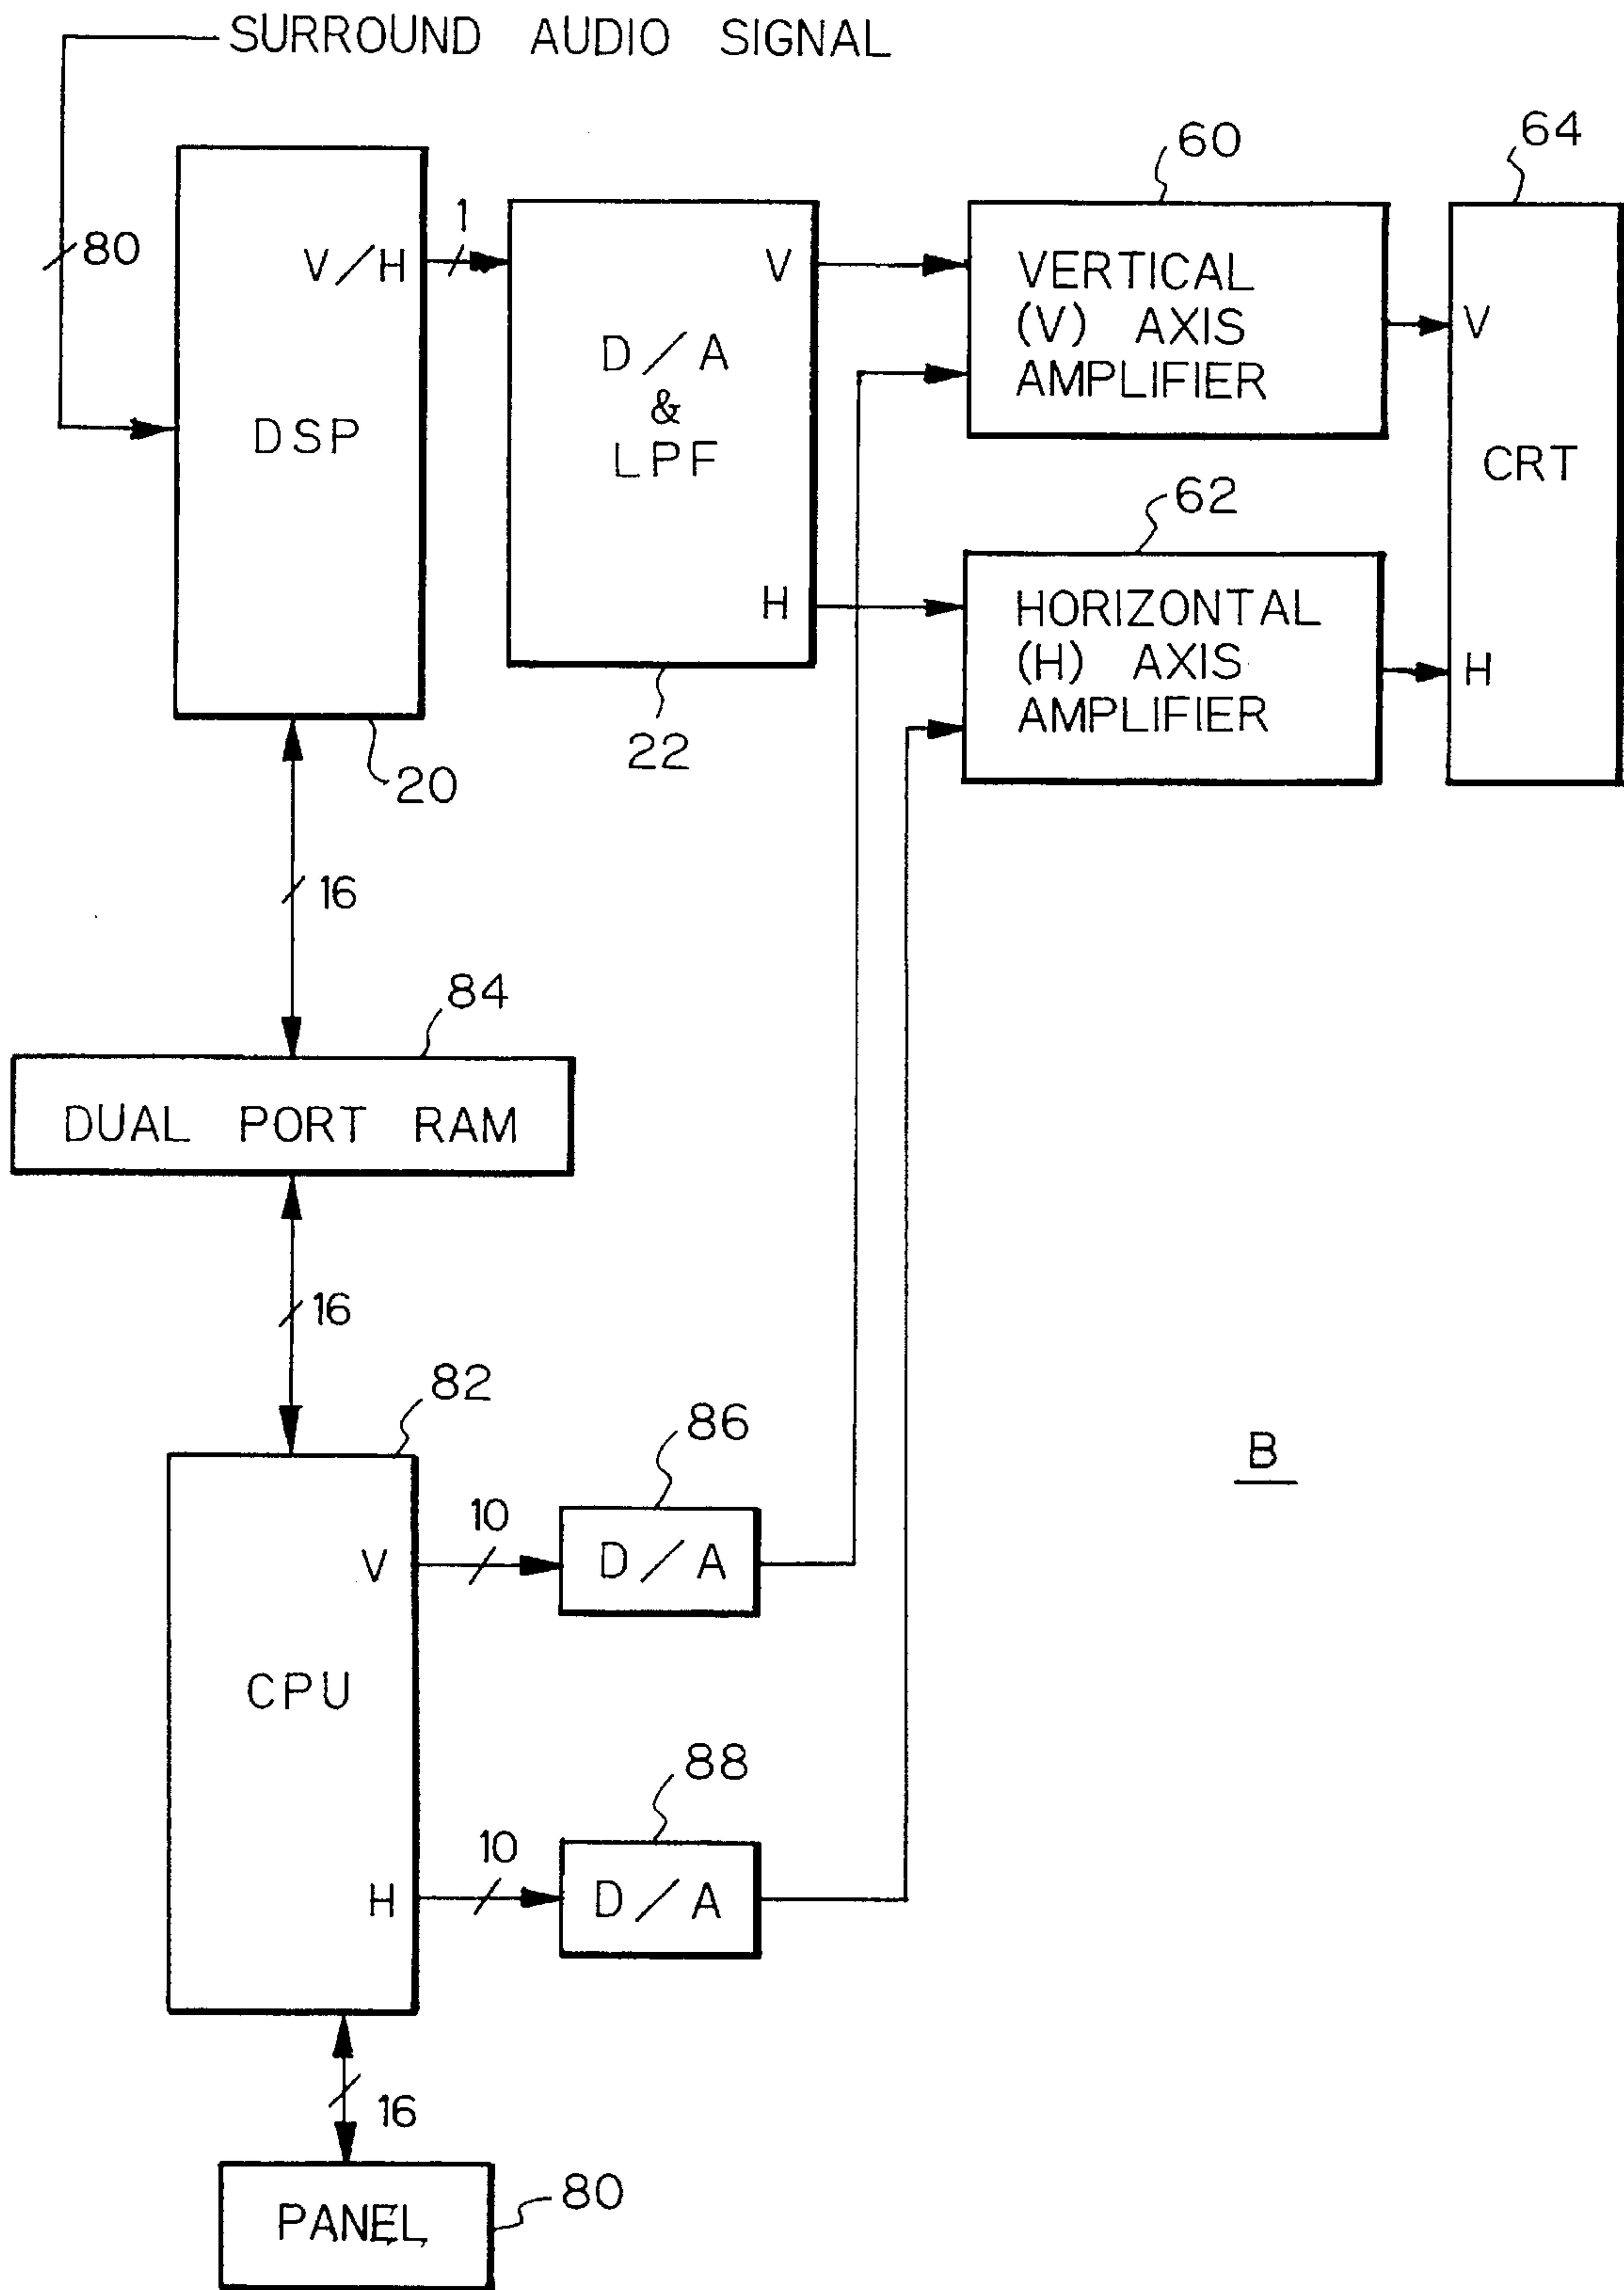 SURROUND AUDIO SIGNAL
80
DSP
V/H
20
1
D/A
&
LPF
V
H
22
60
VERTICAL
(V) AXIS
AMPLIFIER
62
HORIZONTAL
(H) AXIS
AMPLIFIER
64
V
CRT
H
16
84
DUAL PORT RAM
16
82
V
CPU
H
10
86
D/A
10
88
D/A
B
16
PANEL
80